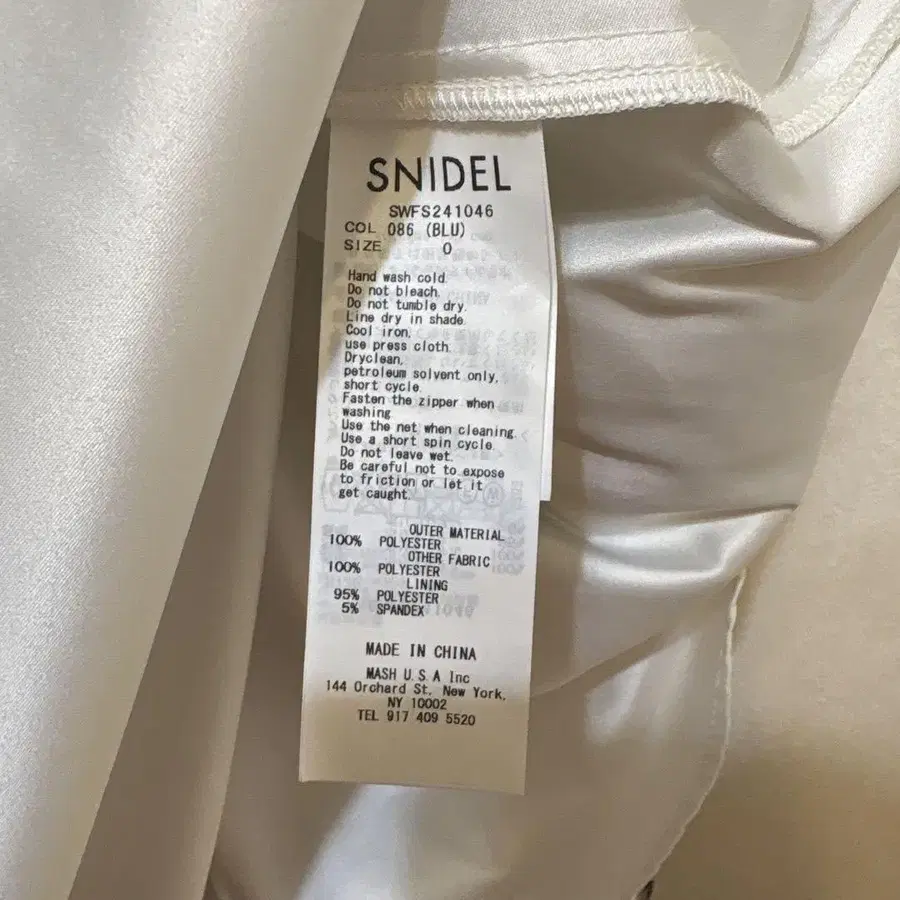 SNIDEL
SWFS241046
COL 086 (BLU)
SIZE 0
Hand wash cold.
Do not bleach.
Do not tumble dry.
Line dry in shade.
Cool iron.
use press cloth.
Dryclean,
petroleum solvent only,
short cycle.
Fasten the zipper when
washing.
Use the net when cleaning.
Use a short spin cycle.
Do not leave wet.
Be careful not to expose
to friction or let it
get caught.
OUTER MATERIAL
100% POLYESTER
OTHER FABRIC
100% POLYESTER
LINING
95% POLYESTER
5% SPANDEX
MADE IN CHINA
MASH U.S.A Inc
144 Orchard St, New York,
NY 10002
TEL 917 409 5520